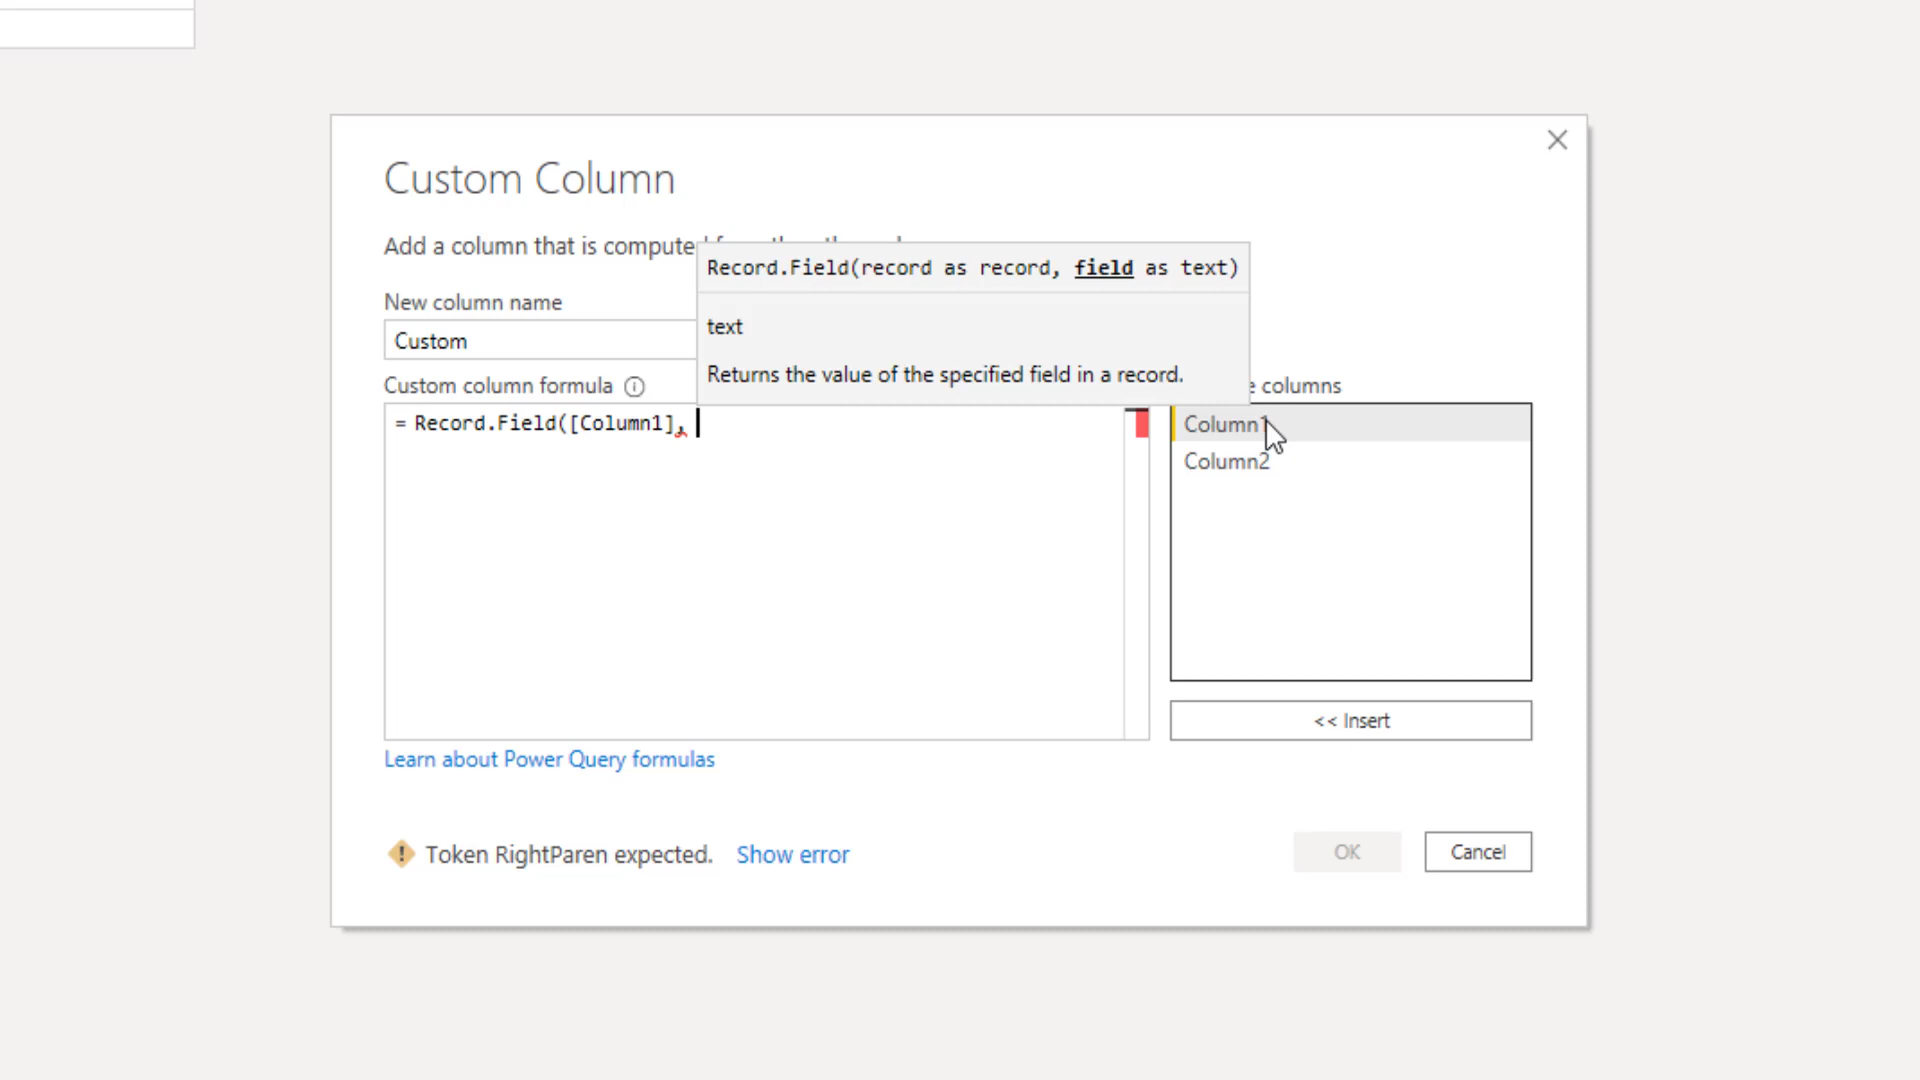 Custom Column
Add a column that is compute
Record.Field(record as record, field as text)
text
Returns the value of the specified field in a record.
New column name
Custom
Custom column formula
columns
= Record.Field([Column1],
Column1
Column2
<< Insert
Learn about Power Query formulas
Token RightParen expected. Show error
OK
Cancel